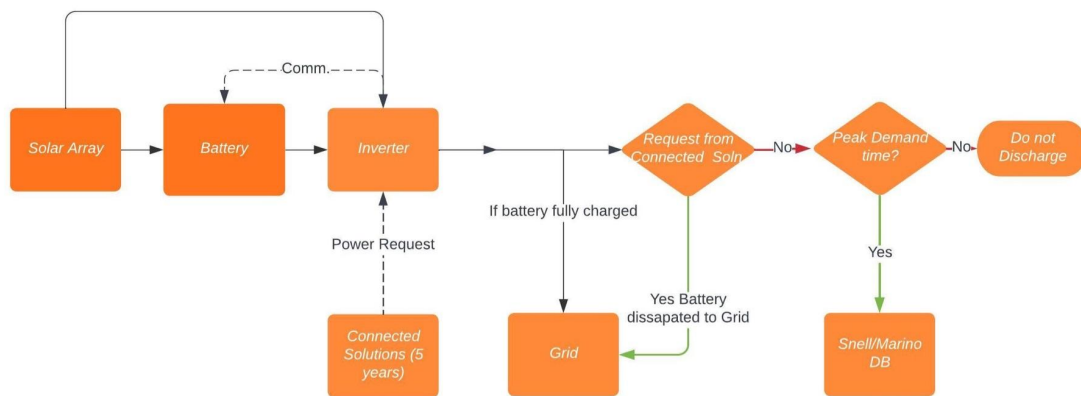 Comm.
Solar Array
Battery
Inverter
Request from
Connected Soln
No
Peak Demand
time?
No
Do not
Discharge
If battery fully charged
Power Request
Yes
Yes Battery
dissapated to Grid
Connected
Solutions (5
years)
Grid
Snell/Marino
DB